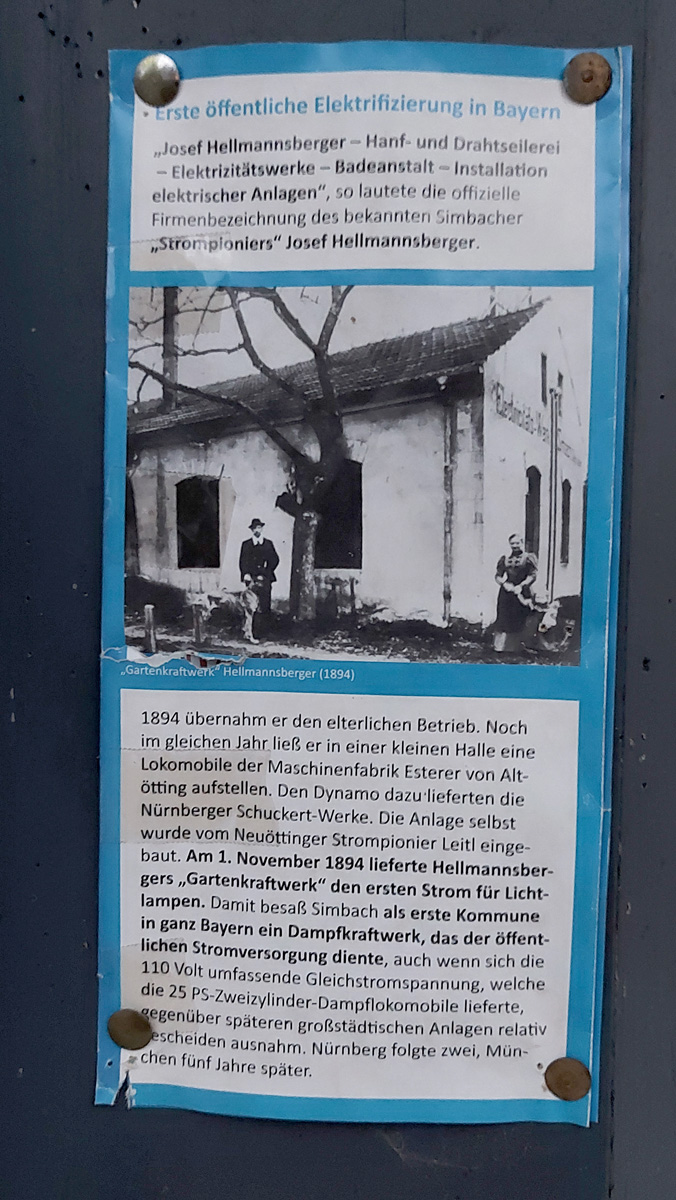 Erste öffentliche Elektrifizierung in Bayern
„Josef Hellmannsberger – Hanf- und Drahtseilerei
– Elektrizitätswerke – Badeanstalt – Installation
elektrischer Anlagen“, so lautete die offizielle
Firmenbezeichnung des bekannten Simbacher
„Strompioniers“ Josef Hellmannsberger.
„Gartenkraftwerk“ Hellmannsberger (1894)
1894 übernahm er den elterlichen Betrieb. Noch
im gleichen Jahr ließ er in einer kleinen Halle eine
Lokomobile der Maschinenfabrik Esterer von Alt-
ötting aufstellen. Den Dynamo dazu lieferten die
Nürnberger Schuckert-Werke. Die Anlage selbst
wurde vom Neuöttinger Strompionier Leitl einge-
baut. Am 1. November 1894 lieferte Hellmannsber-
gers „Gartenkraftwerk“ den ersten Strom für Licht-
lampen. Damit besaß Simbach als erste Kommune
in ganz Bayern ein Dampfkraftwerk, das der öffent-
lichen Stromversorgung diente, auch wenn sich die
110 Volt umfassende Gleichstromspannung, welche
die 25 PS-Zweizylinder-Dampflokomobile lieferte,
gegenüber späteren großstädtischen Anlagen relativ
bescheiden ausnahm. Nürnberg folgte zwei, Mün-
chen fünf Jahre später.